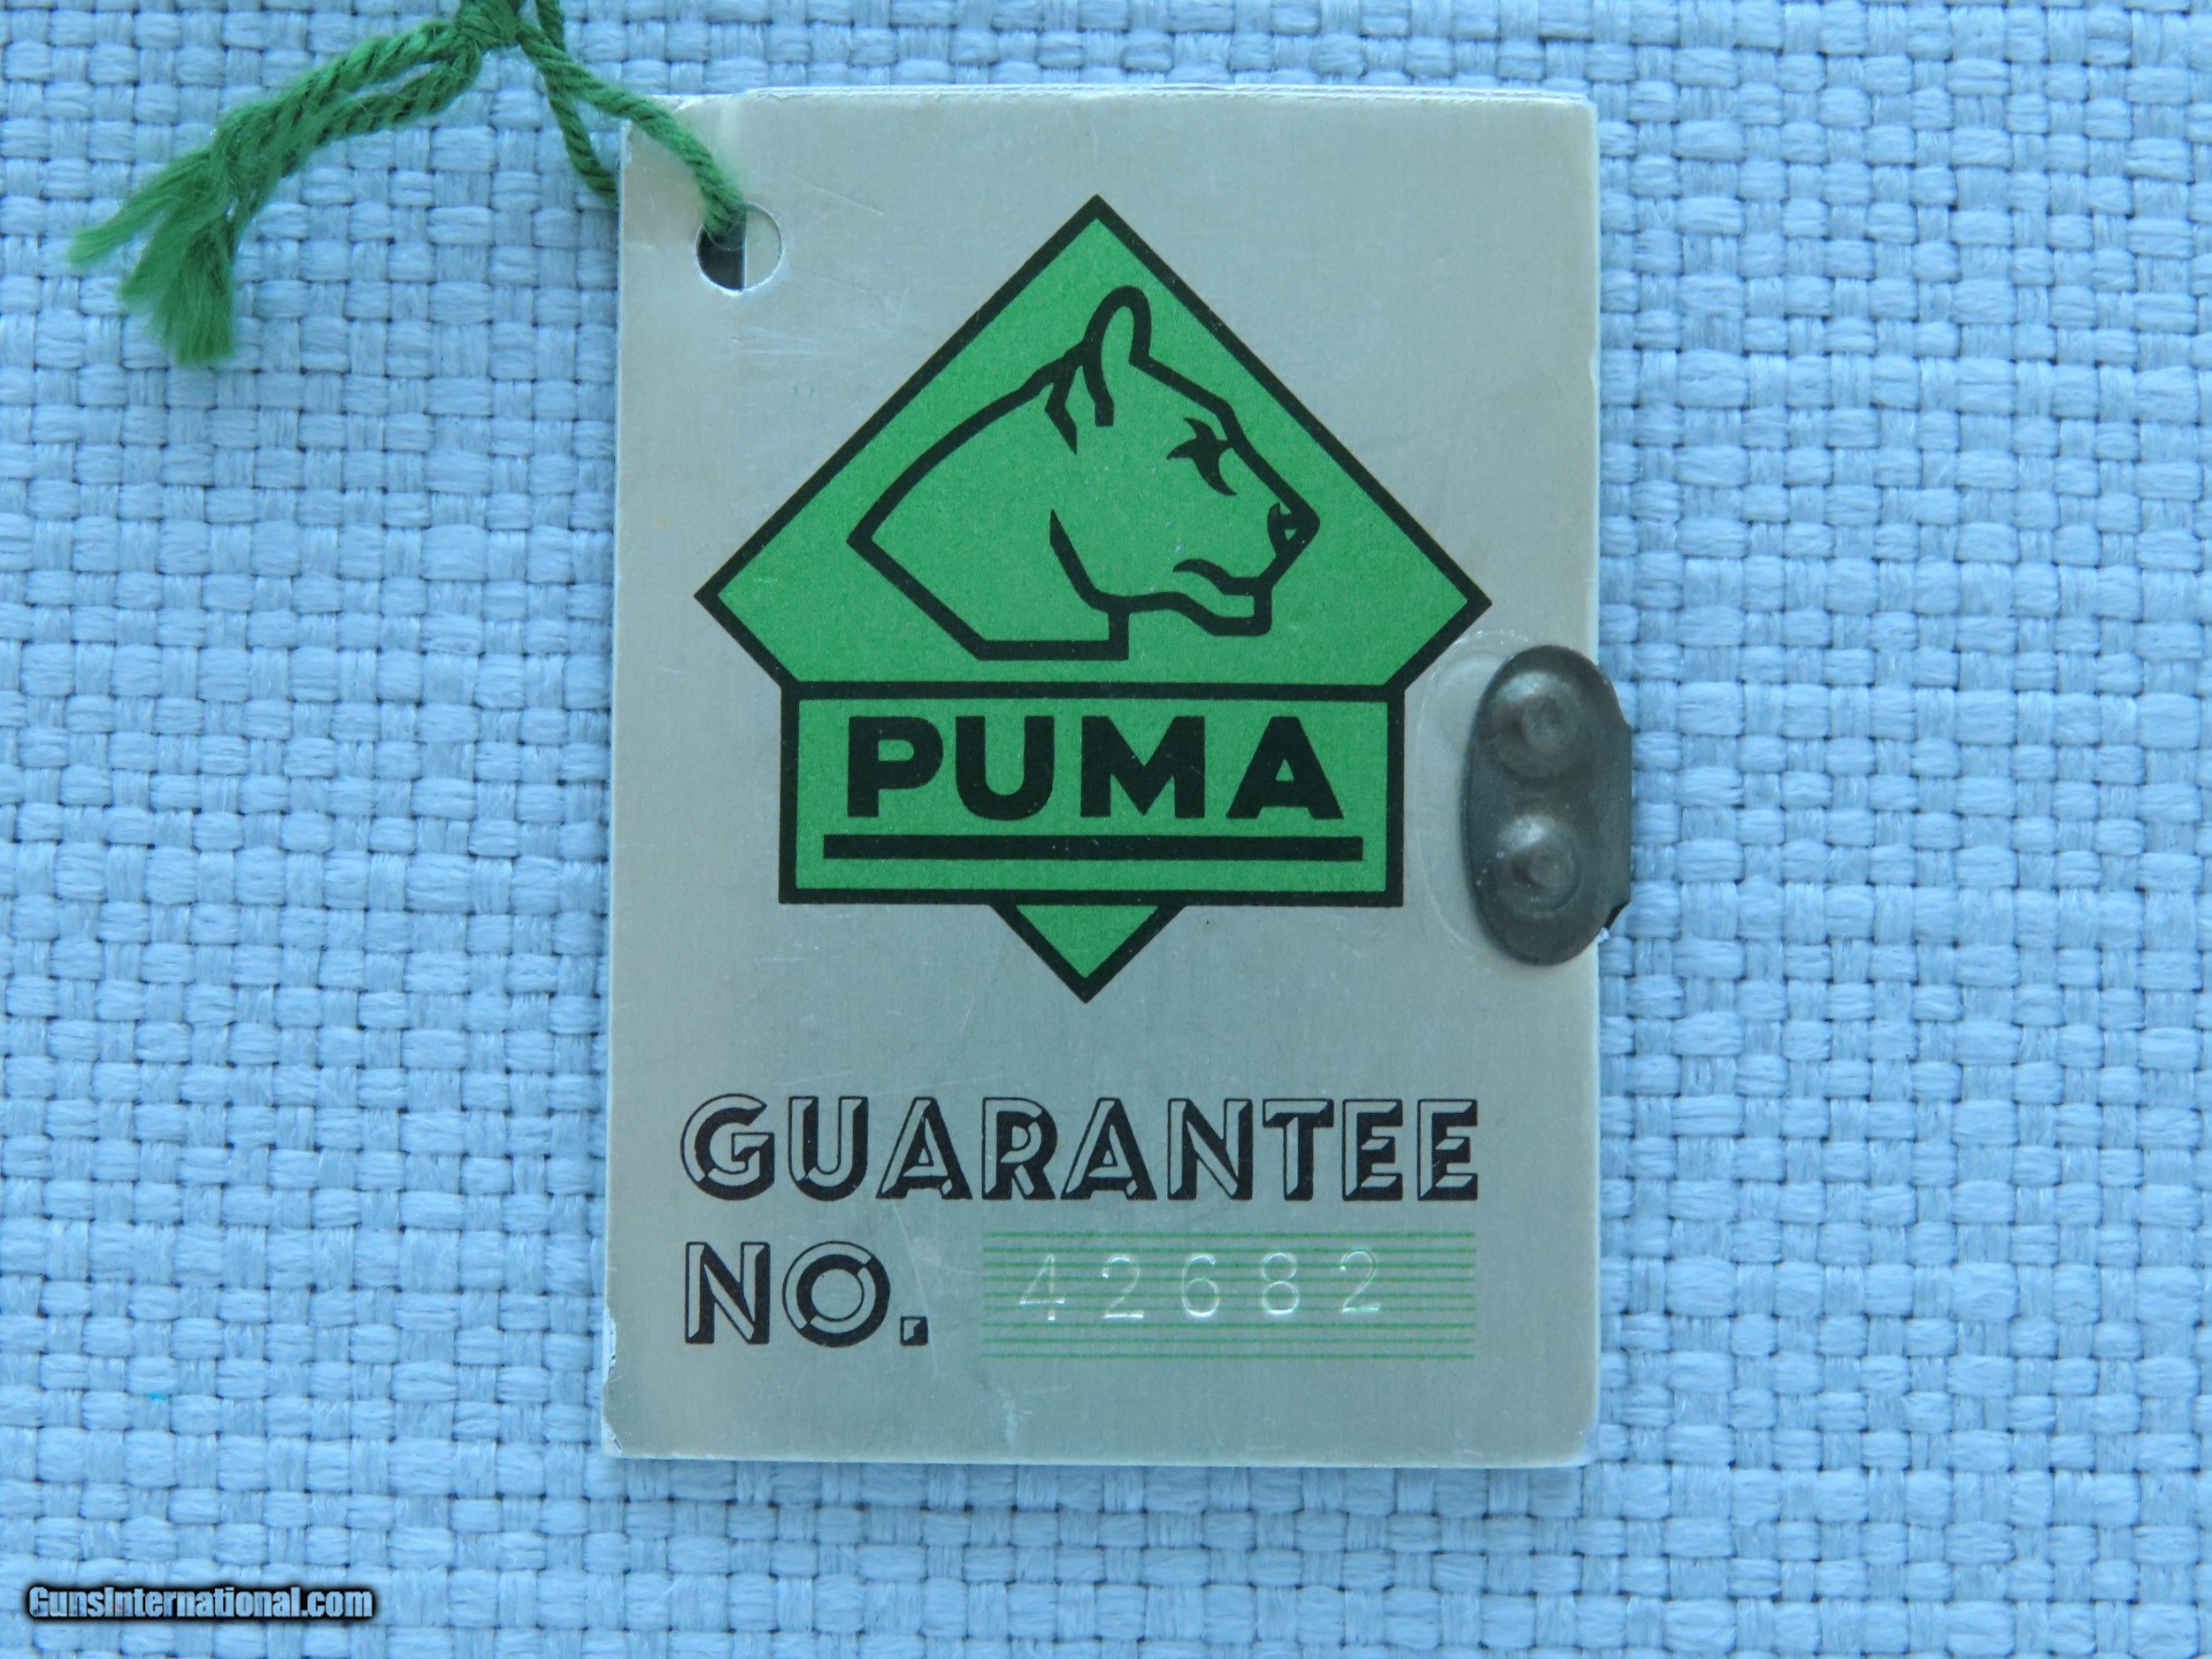 PUMA
GUARANTEE
NO. 42682
GunsInternational.com